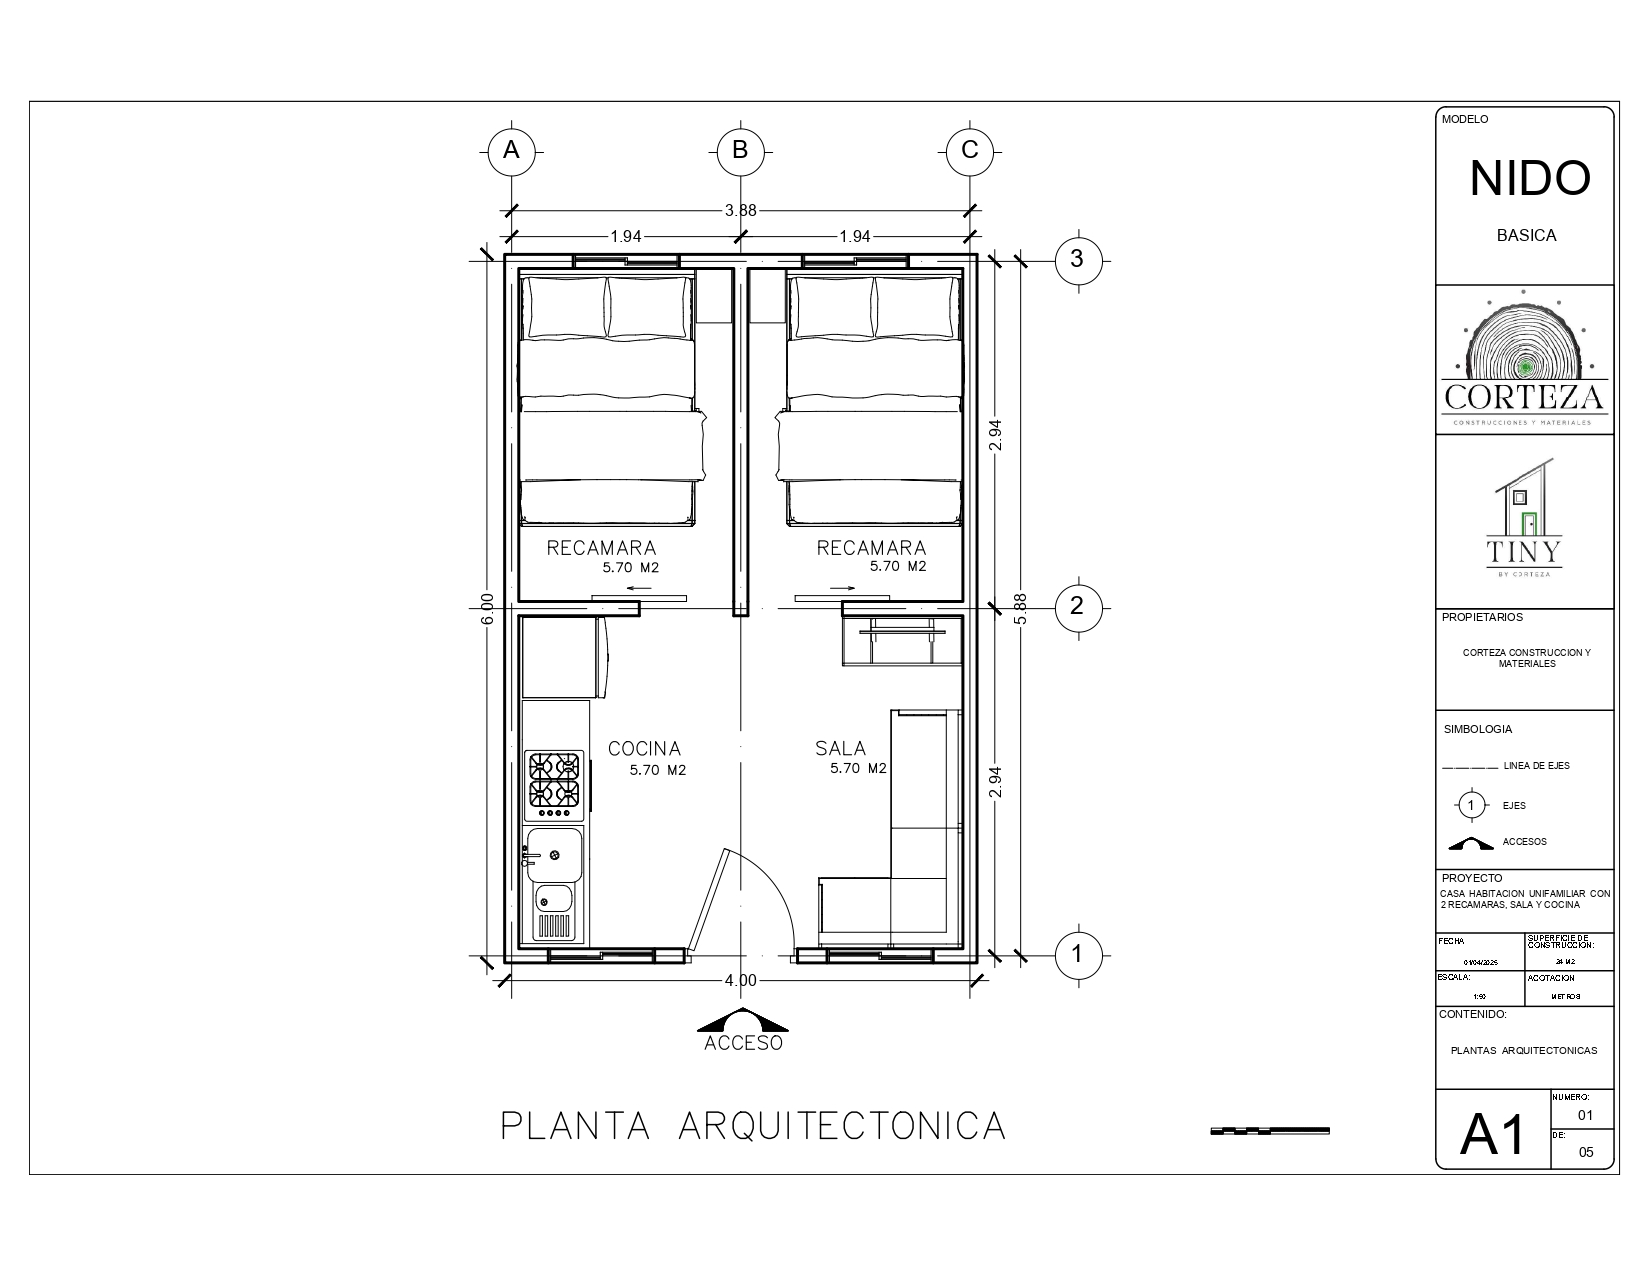 A
B
C
3.88
1.94
1.94
3
2
1
2.94
2.94
5.88
6.00
4.00
RECAMARA
5.70 M2
RECAMARA
5.70 M2
COCINA
5.70 M2
SALA
5.70 M2
ACCESO
PLANTA ARQUITECTONICA
MODELO
NIDO
BASICA
CORTEZA
CONSTRUCCIONES Y MATERIALES
TINY
BY CORTEZA
PROPIETARIOS
CORTEZA CONSTRUCCION Y
MATERIALES
SIMBOLOGIA
LINEA DE EJES
1
EJES
ACCESOS
PROYECTO
CASA HABITACION UNIFAMILIAR CON
2 RECAMARAS, SALA Y COCINA
FECHA
01/04/2025
SUPERFICIE DE
CONSTRUCCION:
24 M2
ESCALA:
1:50
ACOTACION
METROS
CONTENIDO:
PLANTAS ARQUITECTONICAS
A1
NUMERO:
01
DE:
05